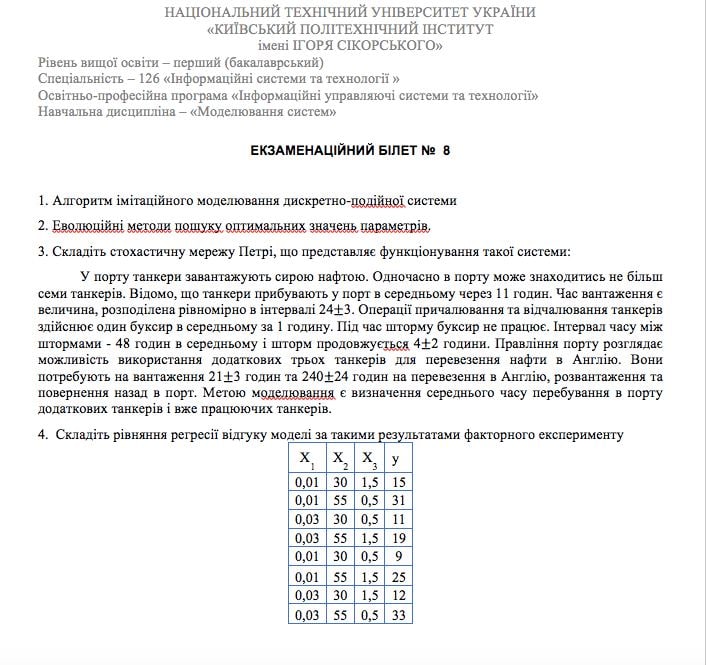 НАЦІОНАЛЬНИЙ ТЕХНІЧНИЙ УНІВЕРСИТЕТ УКРАЇНИ
«КИЇВСЬКИЙ ПОЛІТЕХНІЧНИЙ ІНСТИТУТ
імені ІГОРЯ СІКОРСЬКОГО»
Рівень вищої освіти – перший (бакалаврський)
Спеціальність – 126 «Інформаційні системи та технології »
Освітньо-професійна програма «Інформаційні управляючі системи та технології»
Навчальна дисципліна – «Моделювання систем»
ЕКЗАМЕНАЦІЙНИЙ БІЛЕТ № 8
1. Алгоритм імітаційного моделювання дискретно-подійної системи
2. Еволюційні методи пошуку оптимальних значень параметрів.
3. Складіть стохастичну мережу Петрі, що представляє функціонування такої системи:
У порту танкери завантажують сирою нафтою. Одночасно в порту може знаходитись не більш
семи танкерів. Відомо, що танкери прибувають у порт в середньому через 11 годин. Час вантаження є
величина, розподілена рівномірно в інтервалі 24±3. Операції причалювання та відчалювання танкерів
здійснює один буксир в середньому за 1 годину. Під час шторму буксир не працює. Інтервал часу між
штормами - 48 годин в середньому і шторм продовжується 4±2 години. Правління порту розглядає
можливість використання додаткових трьох танкерів для перевезення нафти в Англію. Вони
потребують на вантаження 21±3 годин та 240±24 годин на перевезення в Англію, розвантаження та
повернення назад в порт. Метою моделювання є визначення середнього часу перебування в порту
додаткових танкерів і вже працюючих танкерів.
4. Складіть рівняння регресії відгуку моделі за такими результатами факторного експерименту
X1 X2 X3 y
0,01 30 1,5 15
0,01 55 0,5 31
0,03 30 0,5 11
0,03 55 1,5 19
0,01 30 0,5 9
0,01 55 1,5 25
0,03 30 1,5 12
0,03 55 0,5 33